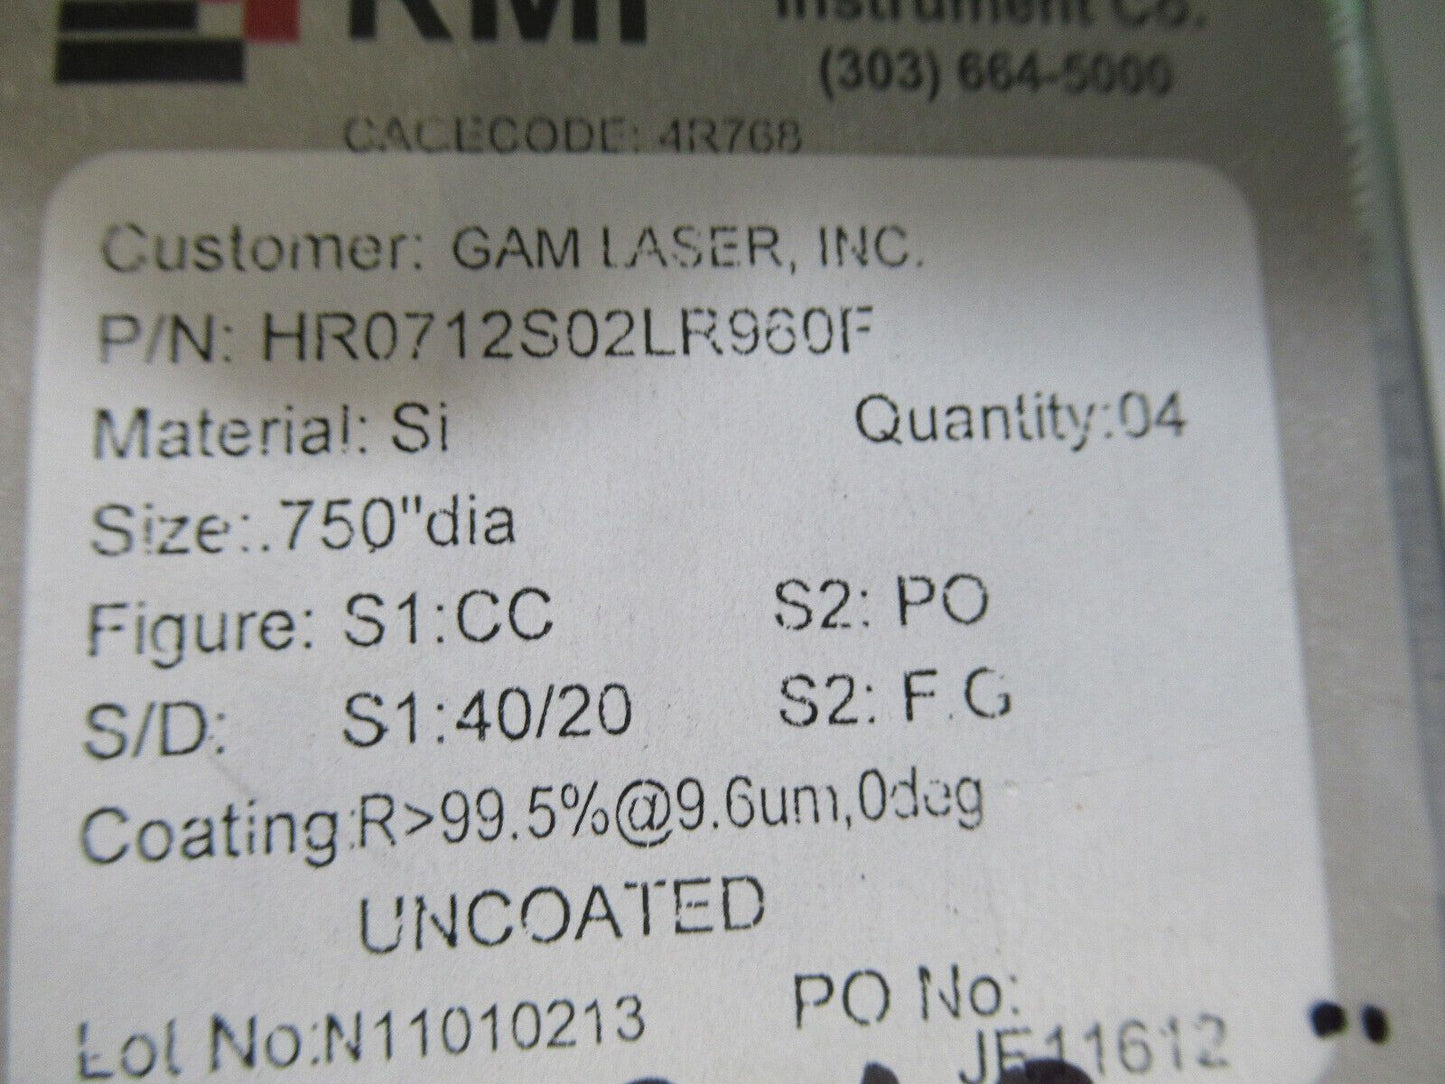 RMI
Instrument Co.
(303) 664-5000
CAGECODE: 4R768
Customer: GAM LASER, INC.
P/N: HR0712S02LR960F
Material: Si Quantity:04
Size:.750"dia
Figure: S1:CC S2: PO
S/D: S1:40/20 S2: F.G
Coating:R>99.5%@9.6um,0deg
UNCOATED
Lot No:N11010213 PO No:
JE11612